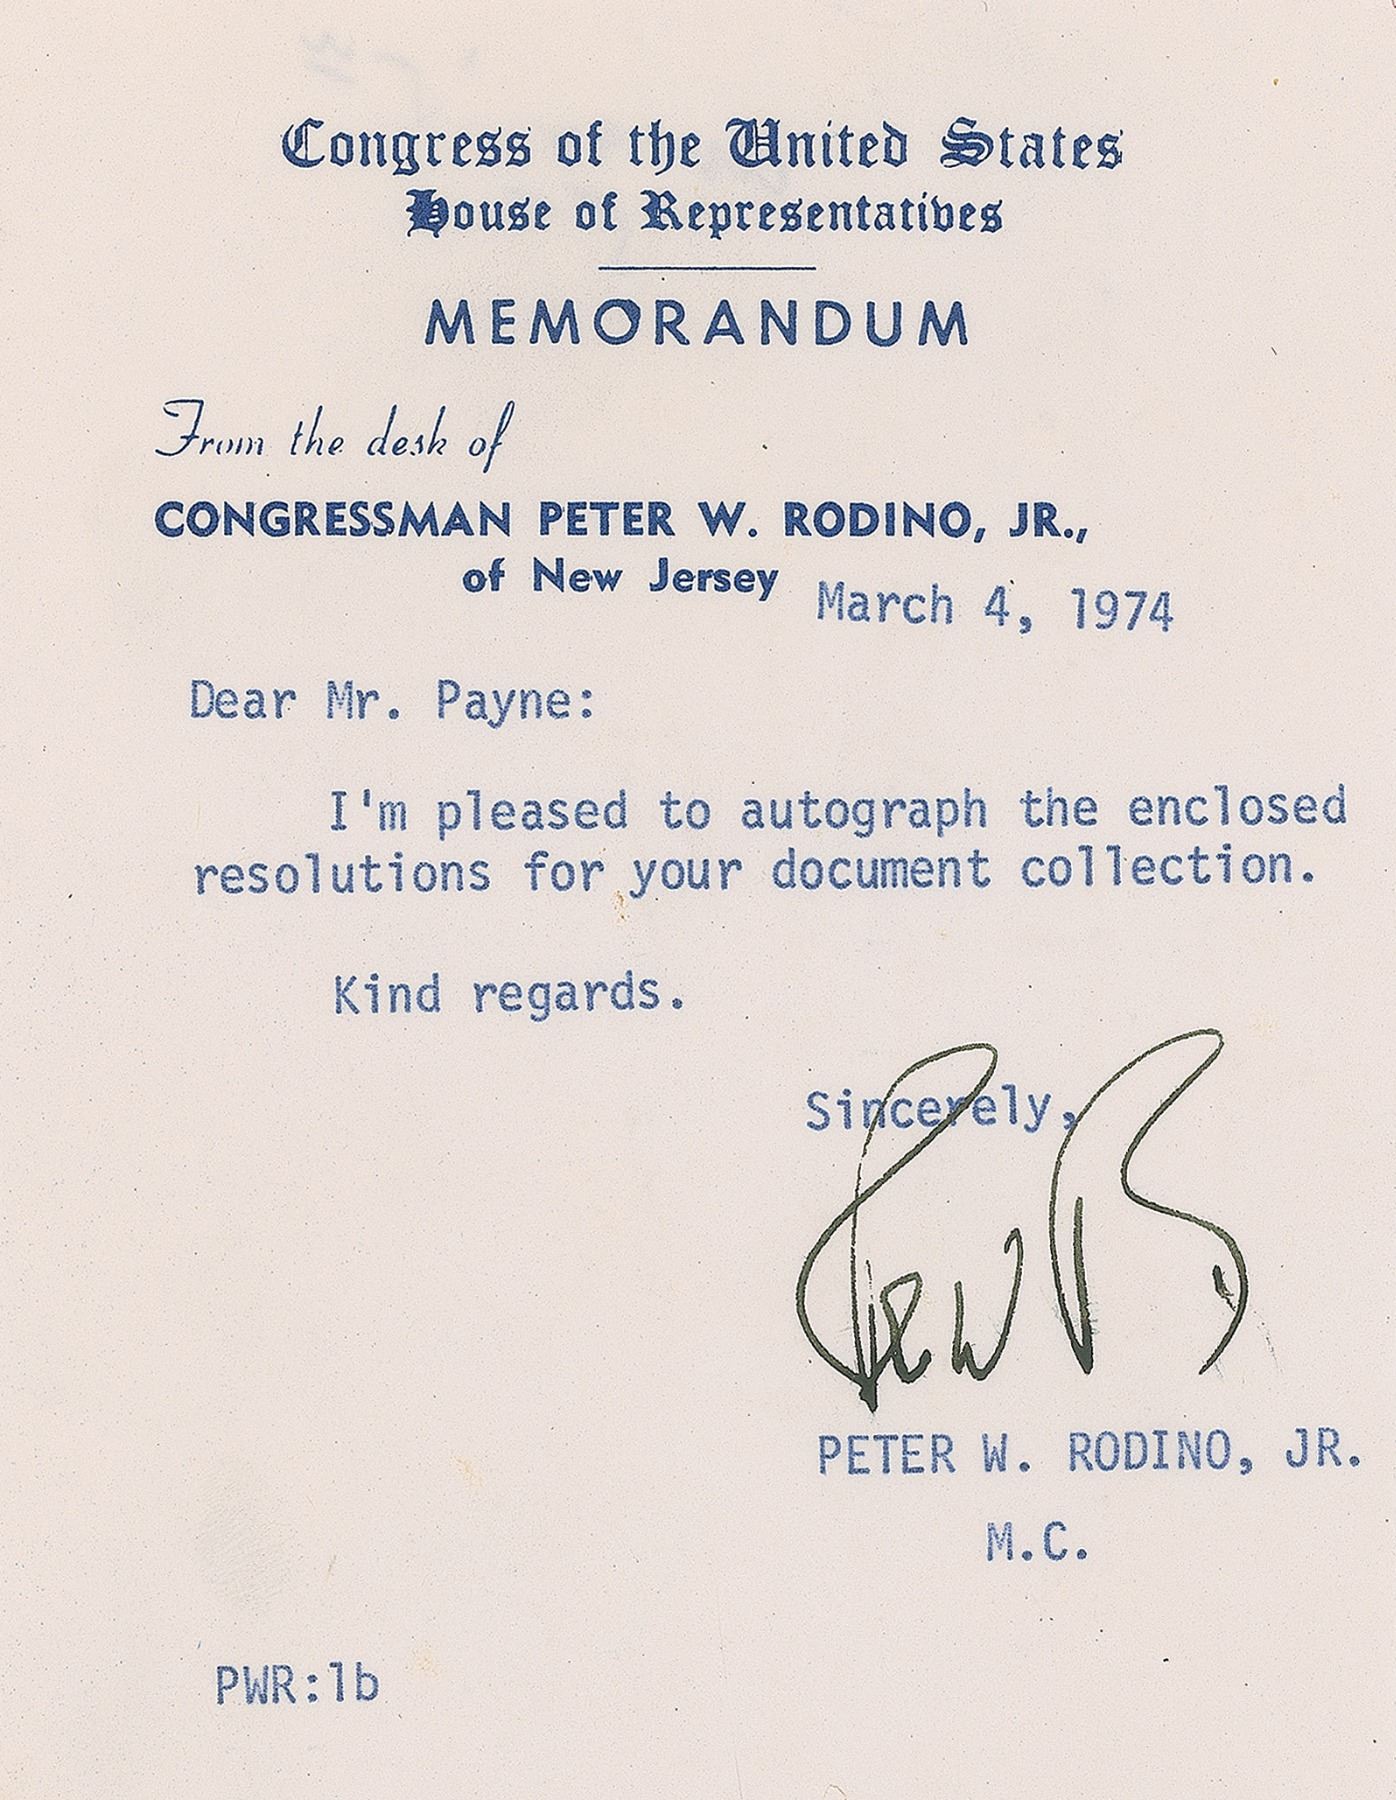 Congress of the United States
House of Representatives
MEMORANDUM
From the desk of
CONGRESSMAN PETER W. RODINO, JR.,
of New Jersey
March 4, 1974
Dear Mr. Payne:
I'm pleased to autograph the enclosed
resolutions for your document collection.
Kind regards.
Sincerely,
PETER W. RODINO, JR.
M.C.
PWR:lb